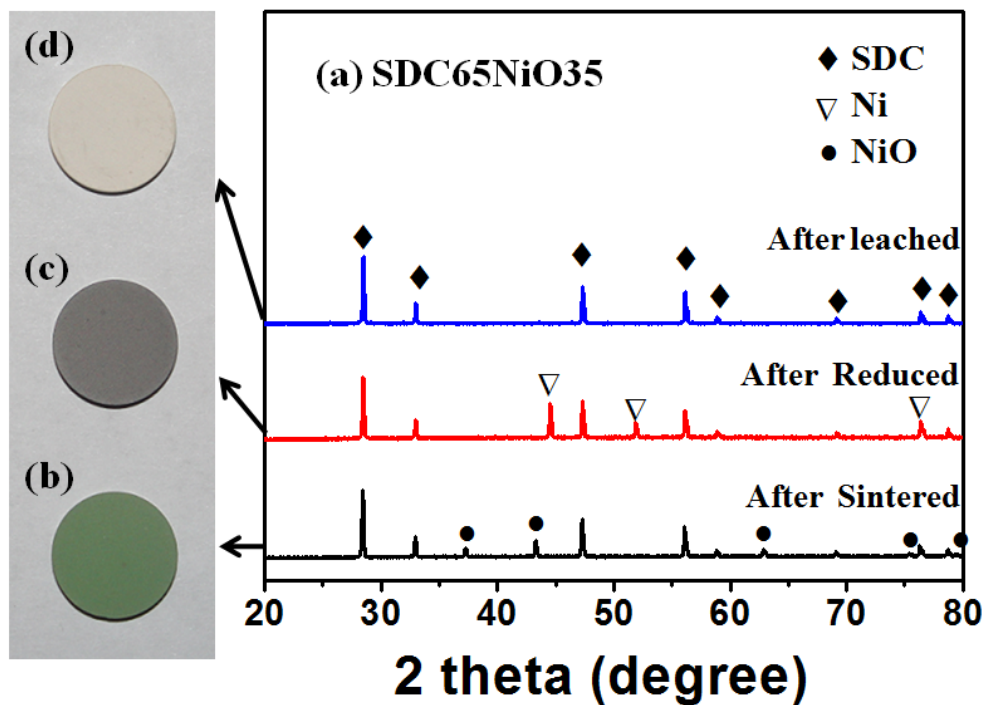 (d)
(c)
(b)
(a) SDC65NiO35
SDC
Ni
NiO
After leached
After Reduced
After Sintered
20 30 40 50 60 70 80
2 theta (degree)